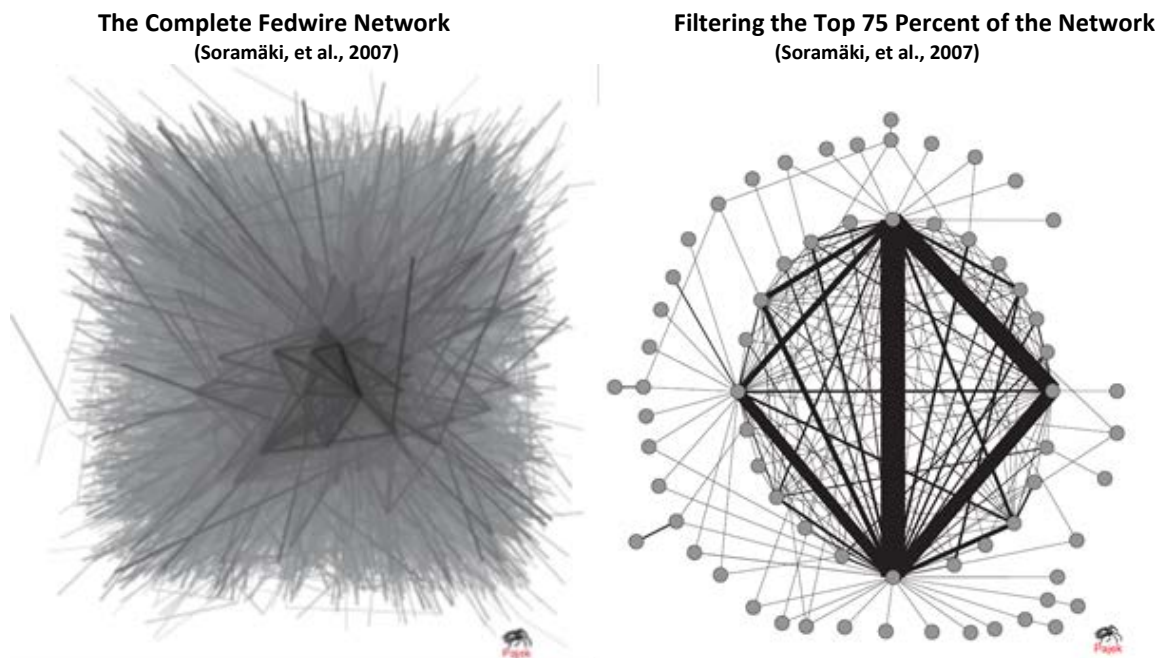 The Complete Fedwire Network
(Soramäki, et al., 2007)
Filtering the Top 75 Percent of the Network
(Soramäki, et al., 2007)
Pajek
Pajek